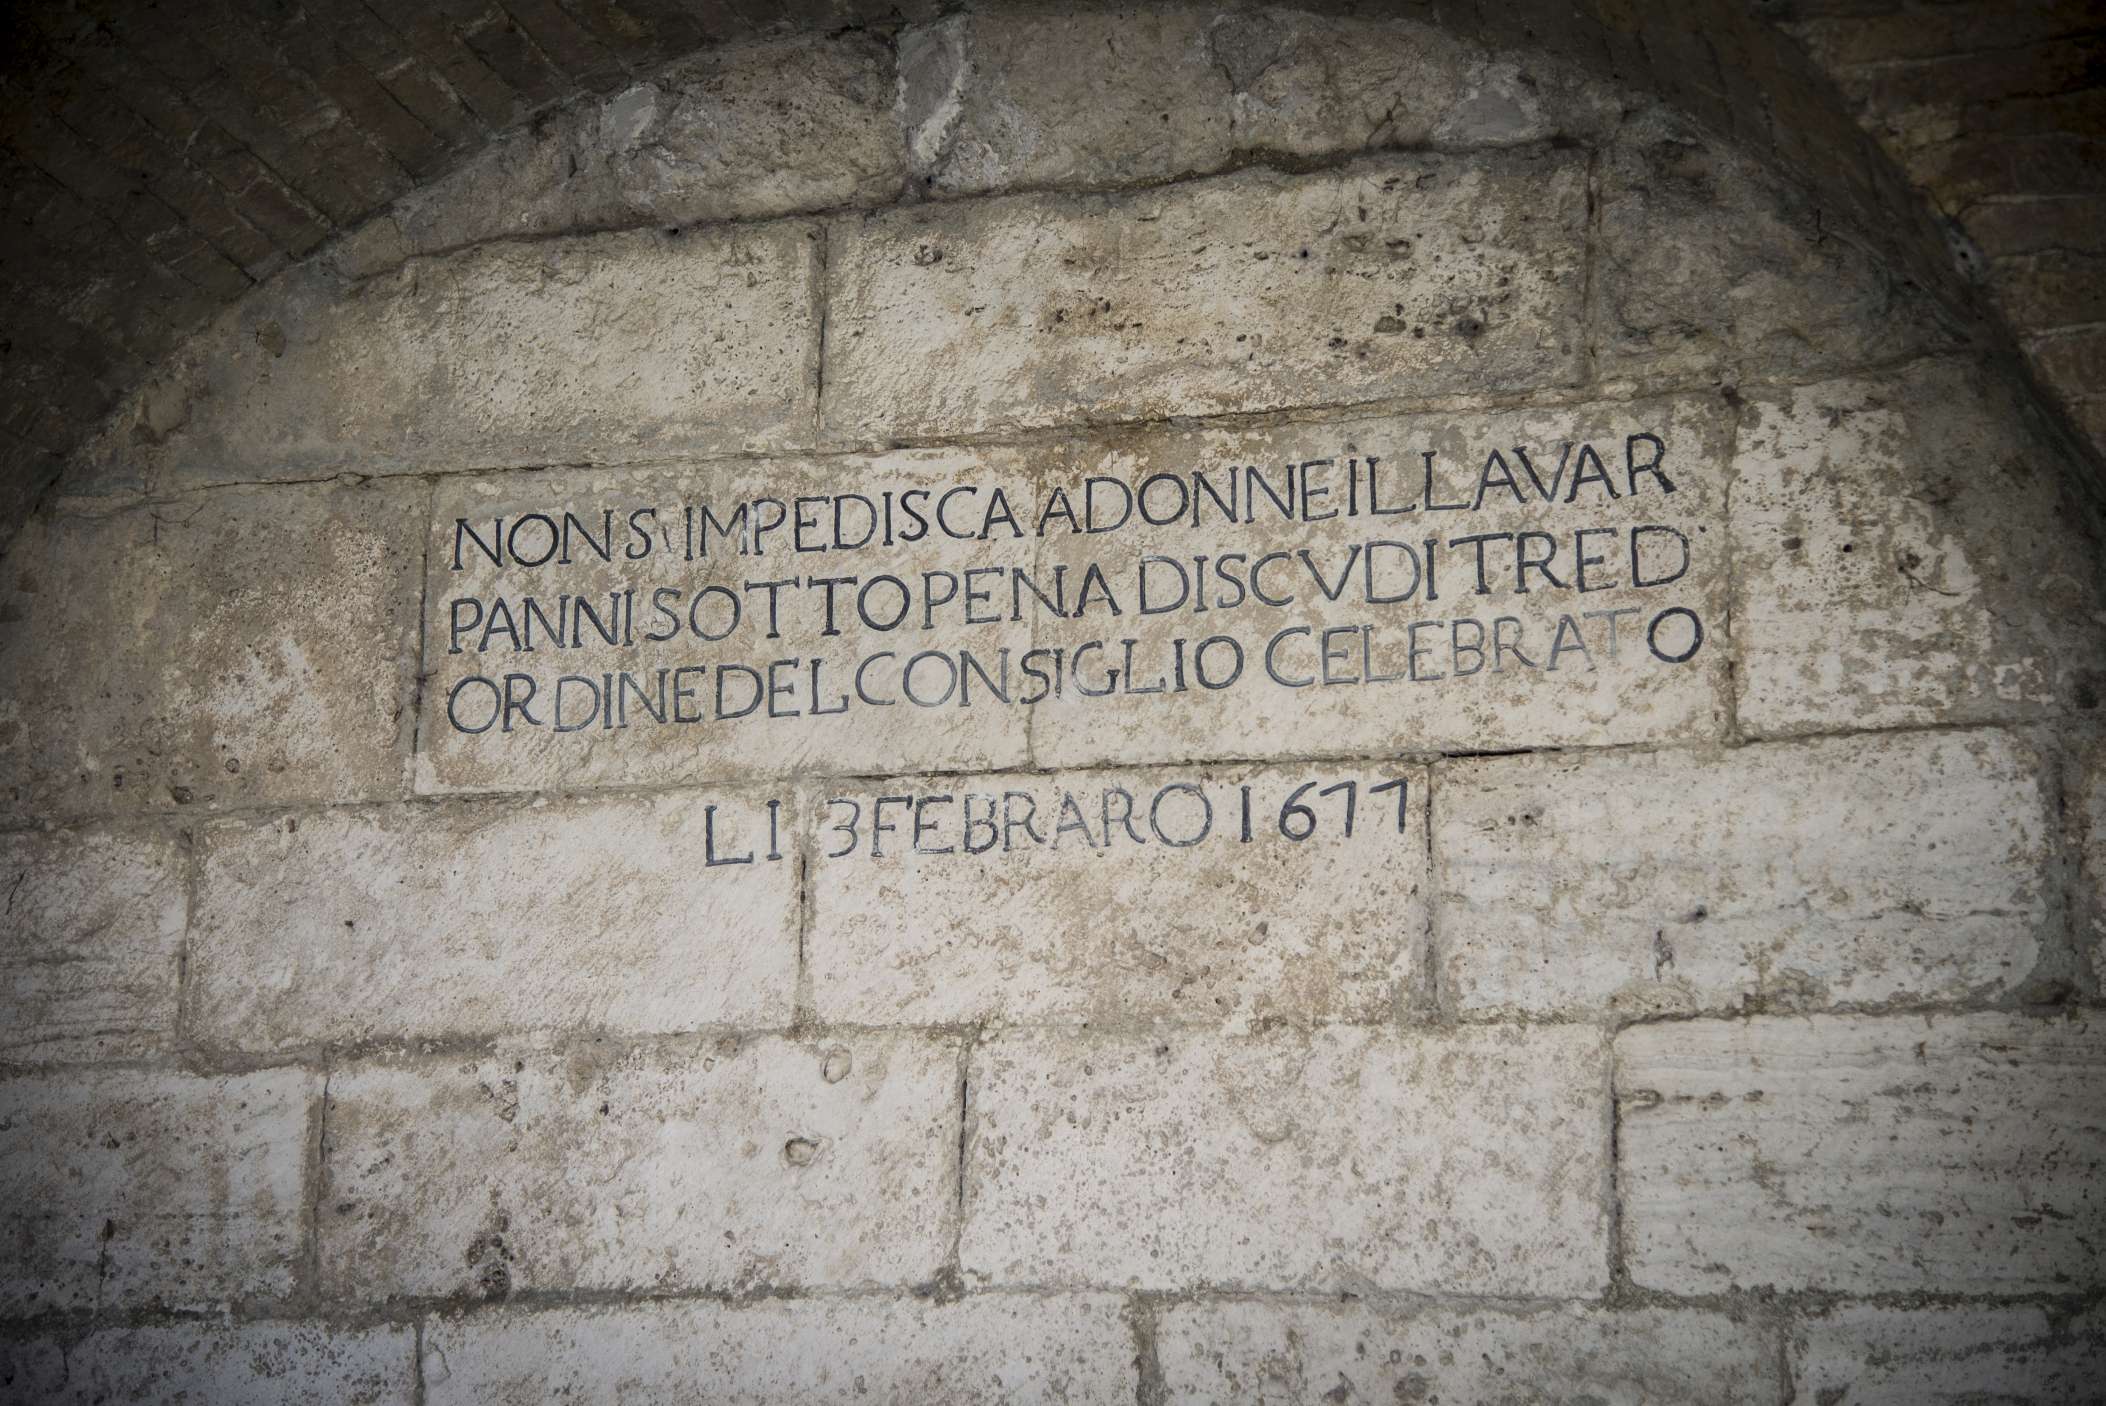 NON S IMPEDISCA A DONNE IL LAVAR
PANNI SOTTO PENA DI SCVDI TRE D
ORDINE DEL CONSIGLIO CELEBRATO
LI 3 FEBRARO 1677